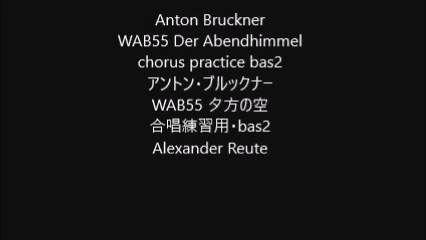 Anton Bruckner
WAB55 Der Abendhimmel
chorus practice bas2
アントン･ブルックナー
WAB55 夕方の空
合唱練習用･bas2
Alexander Reute